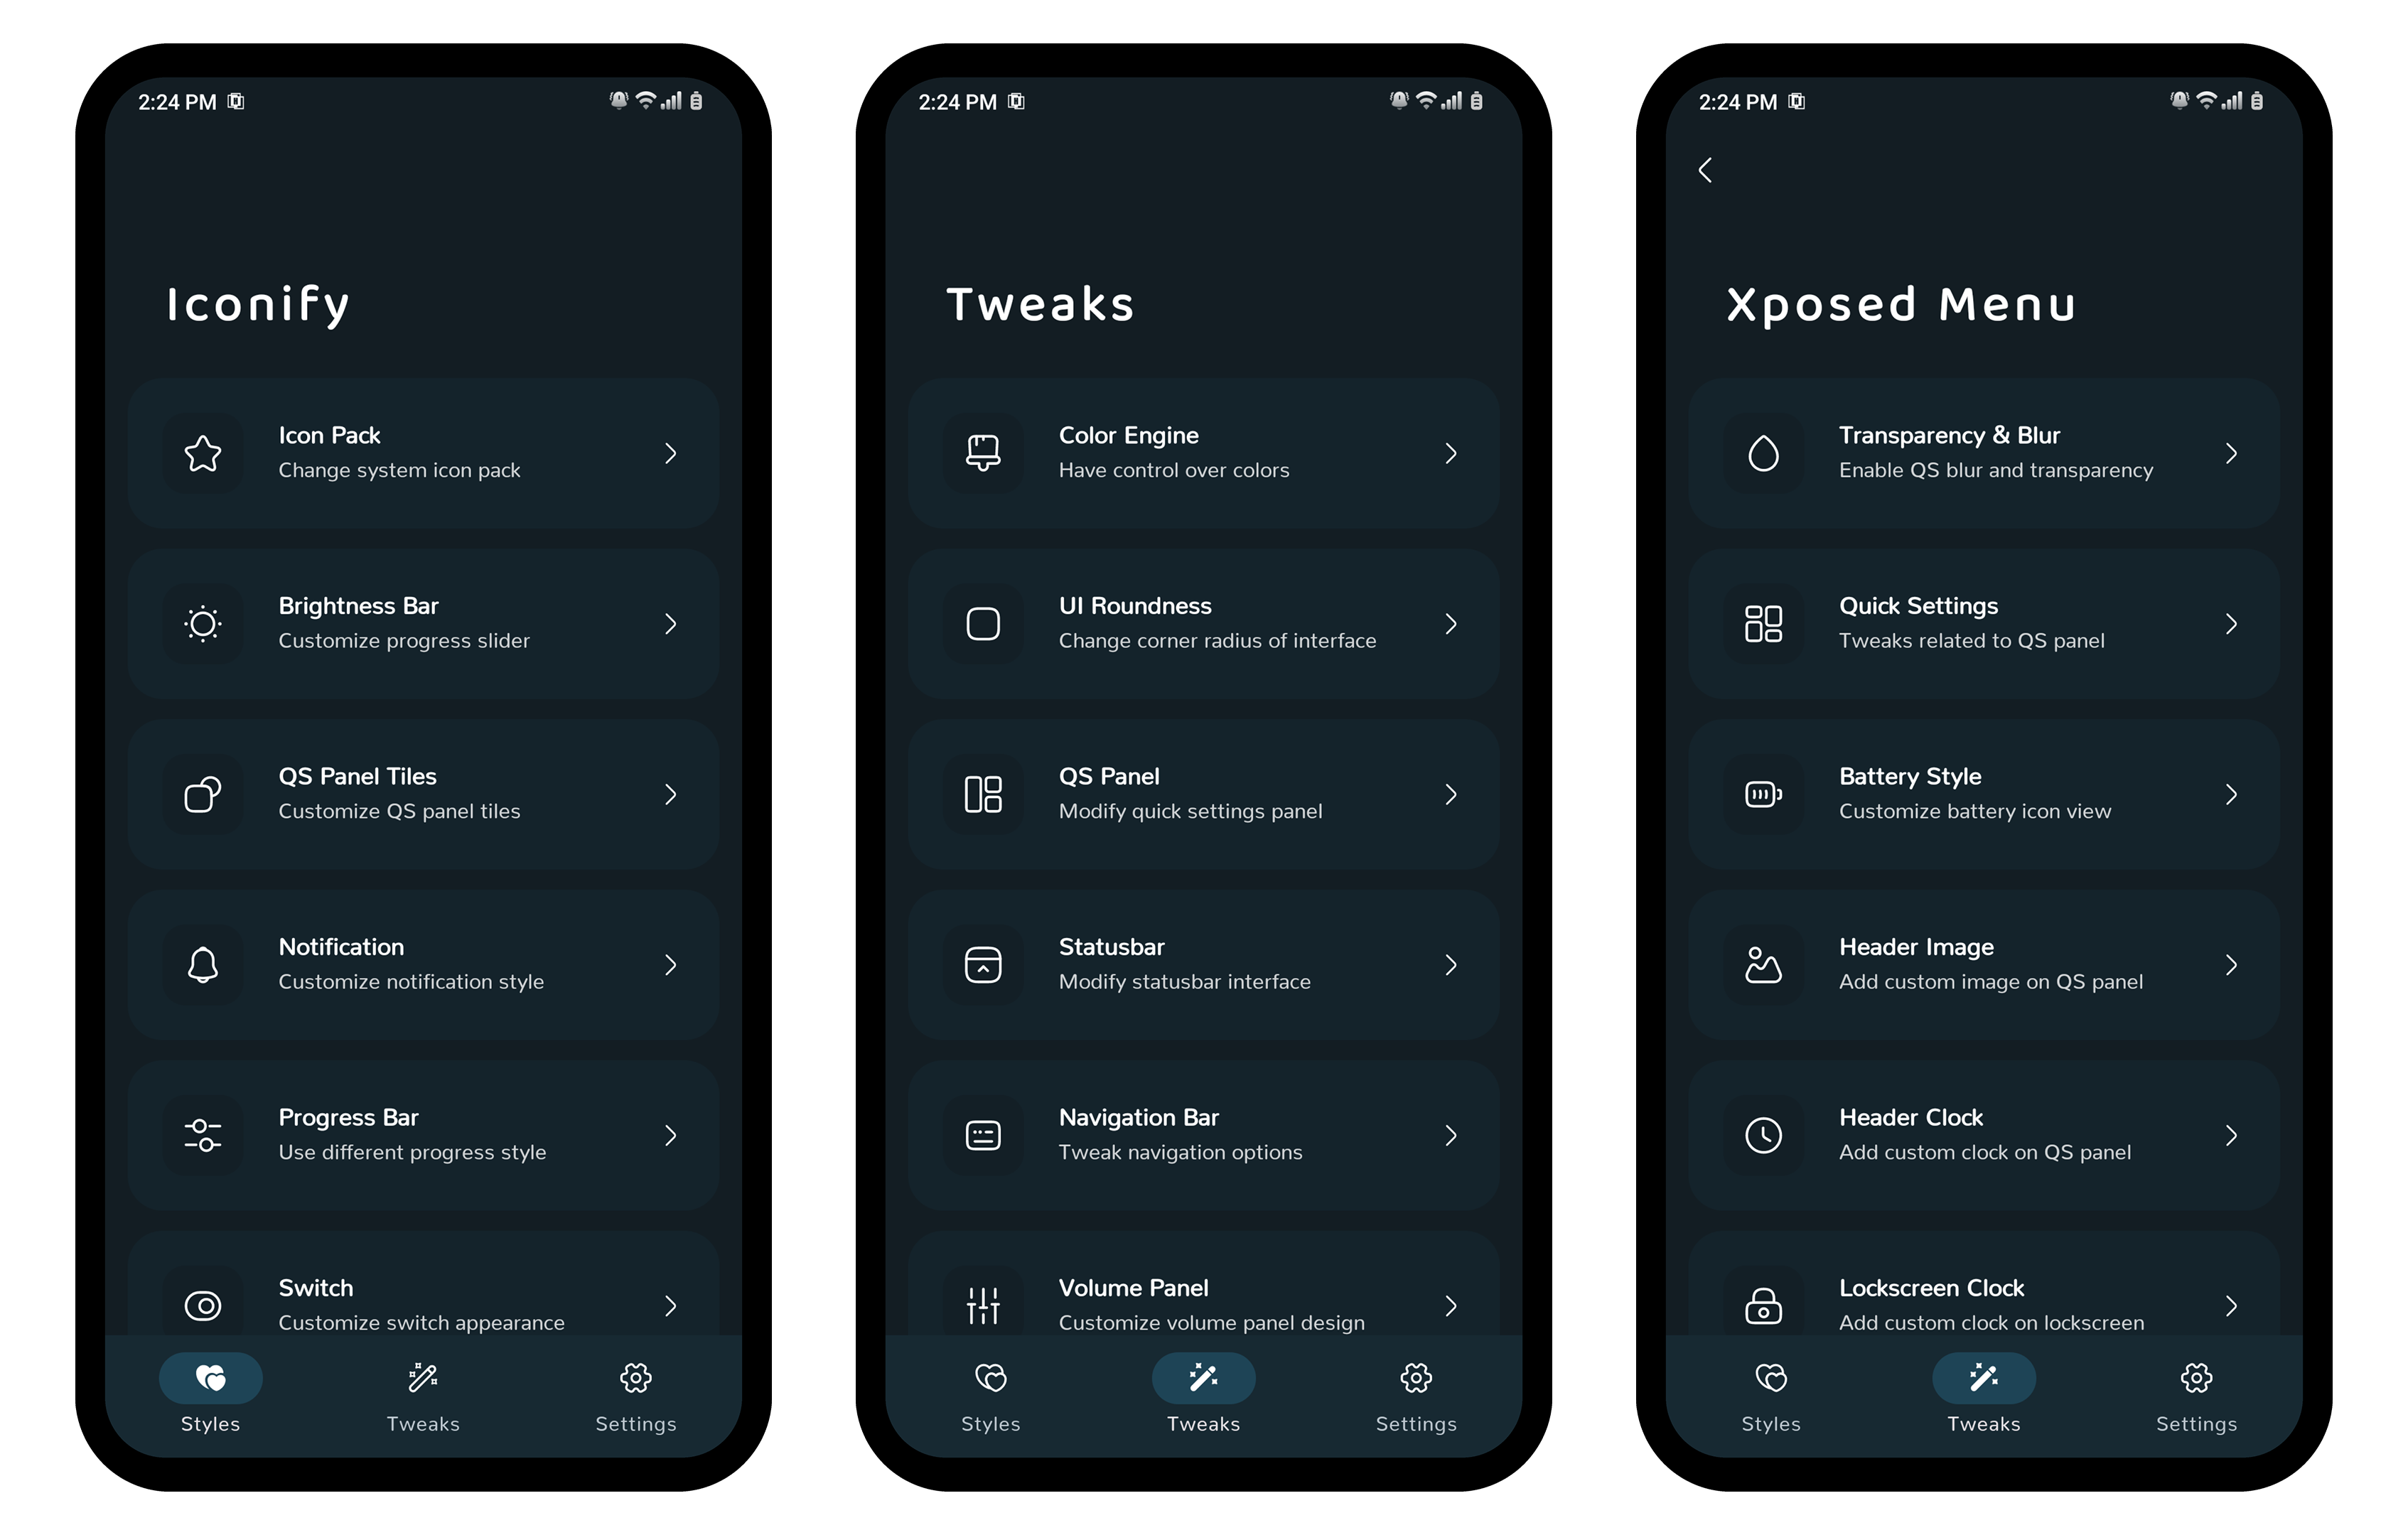 2:24 PM
Iconify
Icon Pack
Change system icon pack
Brightness Bar
Customize progress slider
QS Panel Tiles
Customize QS panel tiles
Notification
Customize notification style
Progress Bar
Use different progress style
Switch
Customize switch appearance
Styles
Tweaks
Settings
2:24 PM
Tweaks
Color Engine
Have control over colors
UI Roundness
Change corner radius of interface
QS Panel
Modify quick settings panel
Statusbar
Modify statusbar interface
Navigation Bar
Tweak navigation options
Volume Panel
Customize volume panel design
Styles
Tweaks
Settings
2:24 PM
Xposed Menu
Transparency & Blur
Enable QS blur and transparency
Quick Settings
Tweaks related to QS panel
Battery Style
Customize battery icon view
Header Image
Add custom image on QS panel
Header Clock
Add custom clock on QS panel
Lockscreen Clock
Add custom clock on lockscreen
Styles
Tweaks
Settings